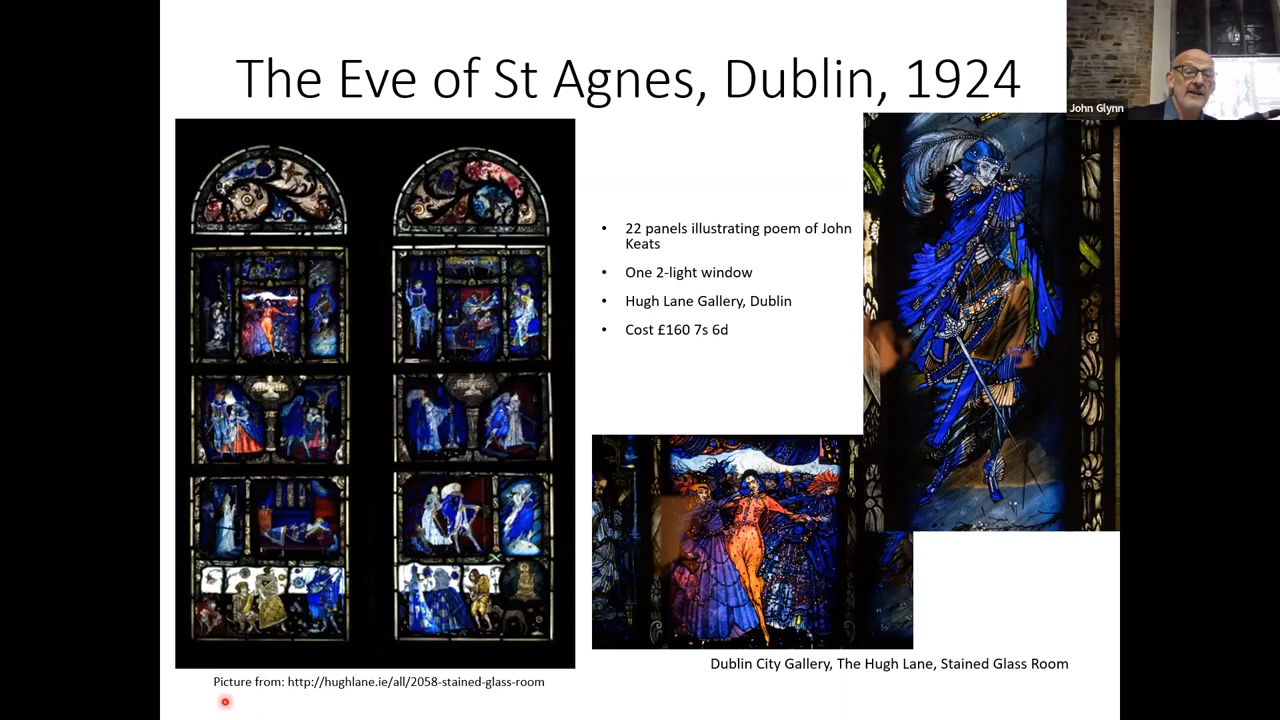 The Eve of St Agnes, Dublin, 1924
John Glynn
• 22 panels illustrating poem of John
Keats
• One 2-light window
• Hugh Lane Gallery, Dublin
• Cost £160 7s 6d
Dublin City Gallery, The Hugh Lane, Stained Glass Room
Picture from: http://hughlane.ie/all/2058-stained-glass-room